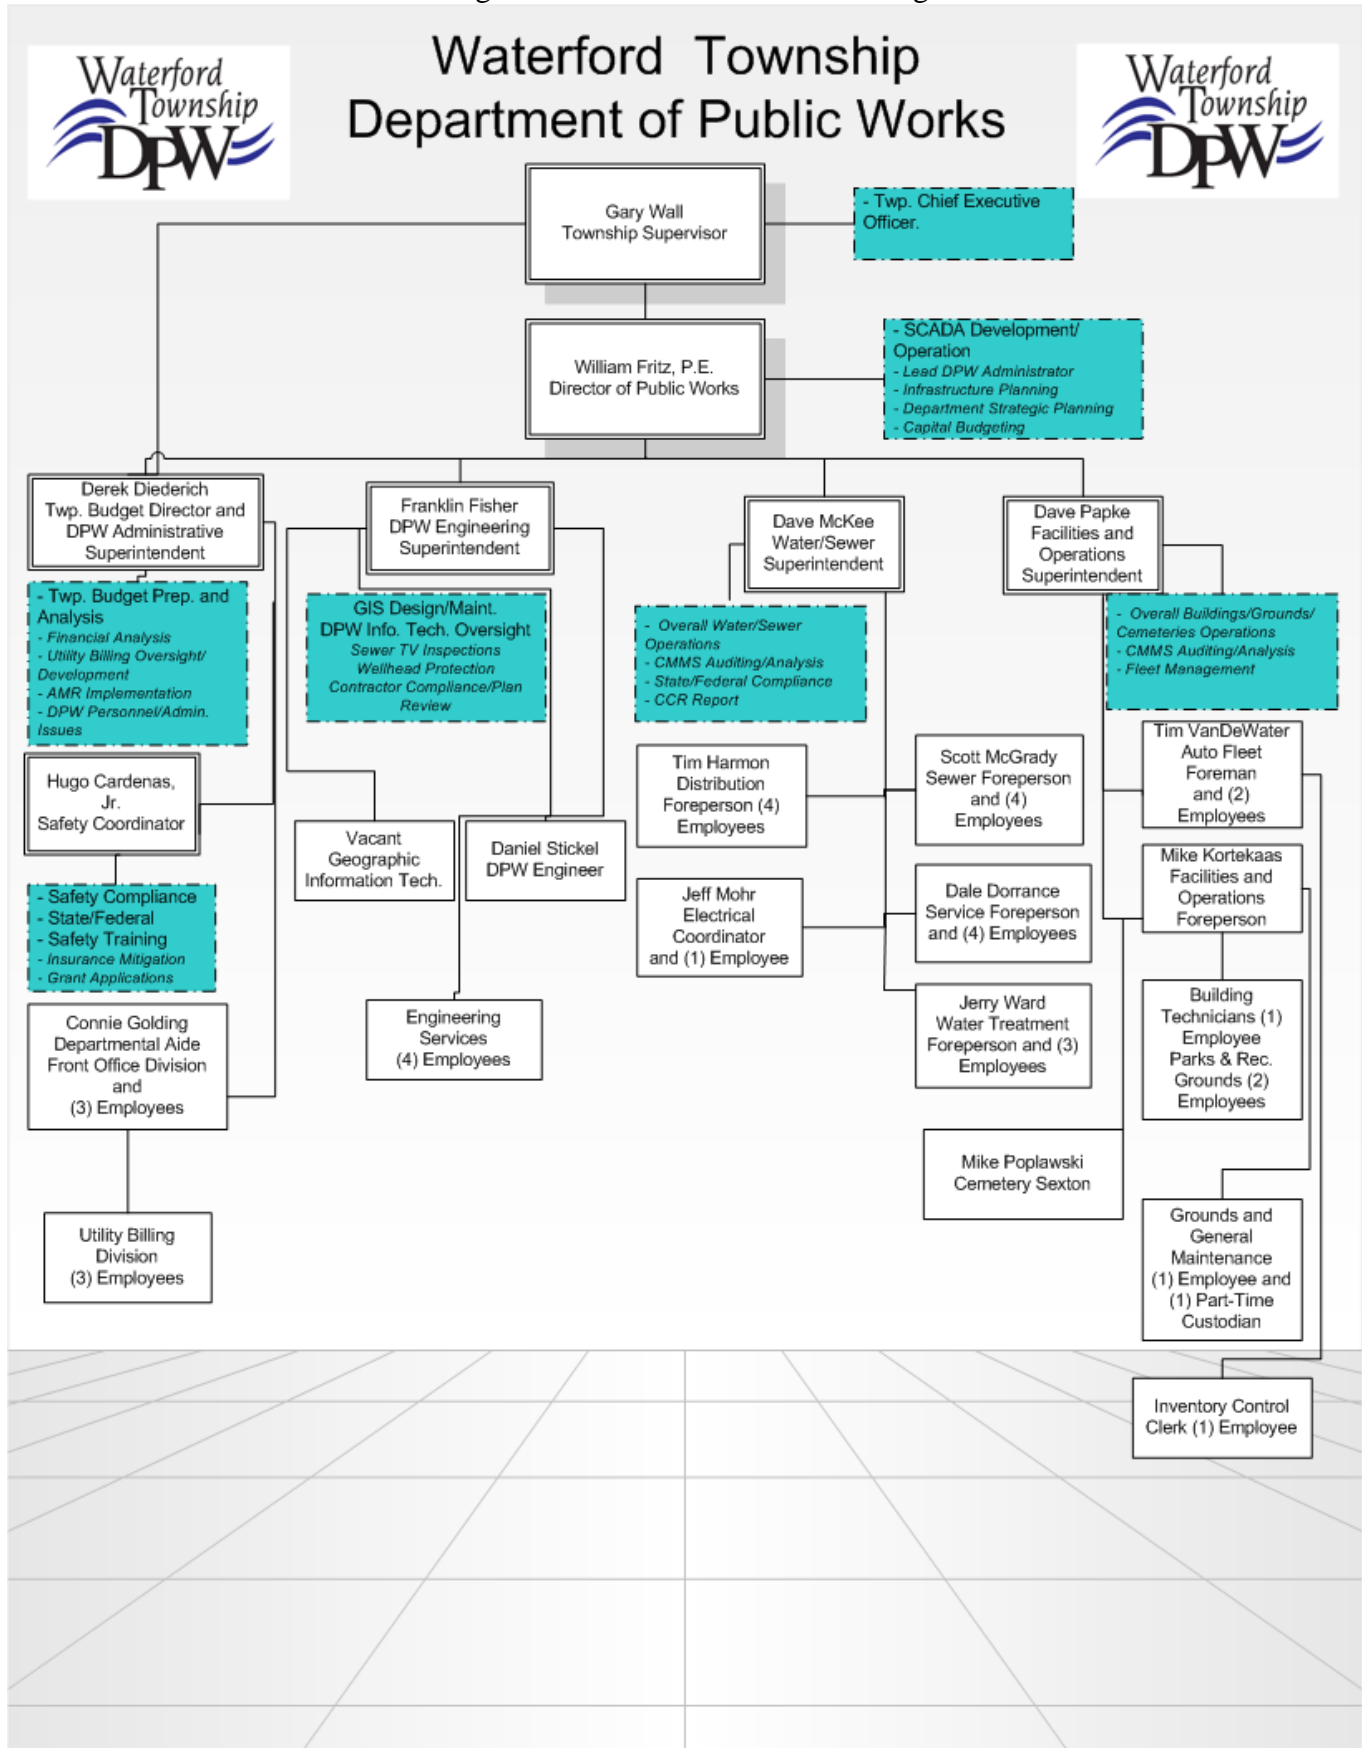 Waterford Township
Department of Public Works
Waterford
Township
DPW
Waterford
Township
DPW
Gary Wall
Township Supervisor
- Twp. Chief Executive
Officer.
William Fritz, P.E.
Director of Public Works
- SCADA Development/
Operation
- Lead DPW Administrator
- Infrastructure Planning
- Department Strategic Planning
- Capital Budgeting
Derek Diederich
Twp. Budget Director and
DPW Administrative
Superintendent
- Twp. Budget Prep. and
Analysis
- Financial Analysis
- Utility Billing Oversight/
Development
- AMR Implementation
- DPW Personnel/Admin.
Issues
Hugo Cardenas,
Jr.
Safety Coordinator
- Safety Compliance
- State/Federal
- Safety Training
- Insurance Mitigation
- Grant Applications
Connie Golding
Departmental Aide
Front Office Division
and
(3) Employees
Utility Billing
Division
(3) Employees
Franklin Fisher
DPW Engineering
Superintendent
GIS Design/Maint.
DPW Info. Tech. Oversight
Sewer TV Inspections
Wellhead Protection
Contractor Compliance/Plan
Review
Vacant
Geographic
Information Tech.
Daniel Stickel
DPW Engineer
Engineering
Services
(4) Employees
Dave McKee
Water/Sewer
Superintendent
- Overall Water/Sewer
Operations
- CMMS Auditing/Analysis
- State/Federal Compliance
- CCR Report
Tim Harmon
Distribution
Foreperson (4)
Employees
Jeff Mohr
Electrical
Coordinator
and (1) Employee
Scott McGrady
Sewer Foreperson
and (4)
Employees
Dale Dorrance
Service Foreperson
and (4) Employees
Jerry Ward
Water Treatment
Foreperson and (3)
Employees
Dave Papke
Facilities and
Operations
Superintendent
- Overall Buildings/Grounds/
Cemeteries Operations
- CMMS Auditing/Analysis
- Fleet Management
Tim VanDeWater
Auto Fleet
Foreman
and (2)
Employees
Mike Kortekaas
Facilities and
Operations
Foreperson
Building
Technicians (1)
Employee
Parks & Rec.
Grounds (2)
Employees
Mike Poplawski
Cemetery Sexton
Grounds and
General
Maintenance
(1) Employee and
(1) Part-Time
Custodian
Inventory Control
Clerk (1) Employee